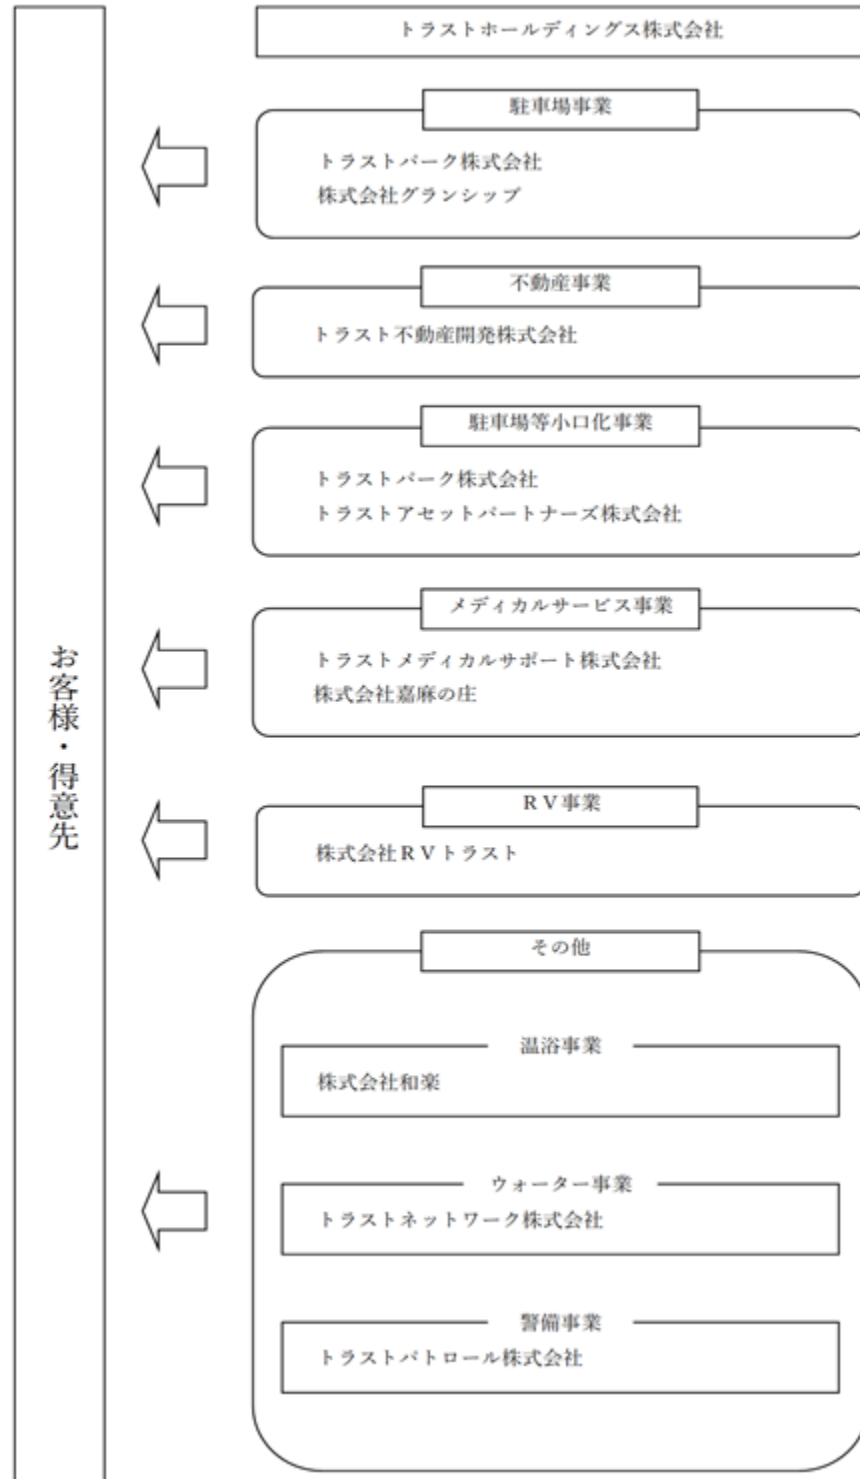 トラストホールディングス株式会社
駐車場事業
トラストパーク株式会社
株式会社グランシップ
不動産事業
トラスト不動産開発株式会社
駐車場等小口化事業
トラストパーク株式会社
トラストアセットパートナーズ株式会社
メディカルサービス事業
トラストメディカルサポート株式会社
株式会社嘉麻の庄
RV事業
株式会社RVトラスト
その他
温浴事業
株式会社和楽
ウォーター事業
トラストネットワーク株式会社
警備事業
トラストパトロール株式会社
お客様・得意先